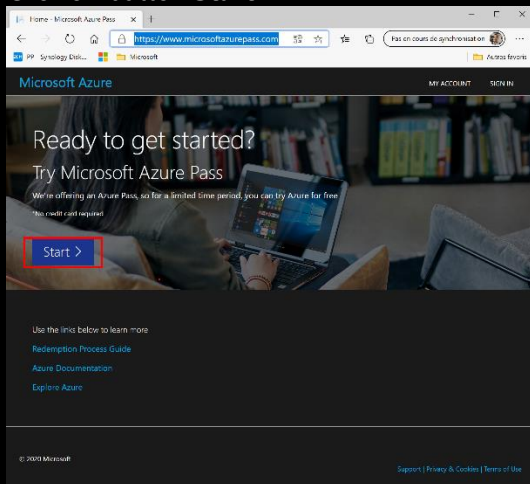 Home - Microsoft Azure Pass
https://www.microsoftazurepass.com
Pas en cours de synchronisation
PP Synology Disk...
Microsoft
Autres favoris
Microsoft Azure
MY ACCOUNT
SIGN IN
Ready to get started?
Try Microsoft Azure Pass
We're offering an Azure Pass, so for a limited time period, you can try Azure for free
*No credit card required
Start >
Use the links below to learn more
Redemption Process Guide
Azure Documentation
Explore Azure
© 2020 Microsoft
Support | Privacy & Cookies | Terms of Use